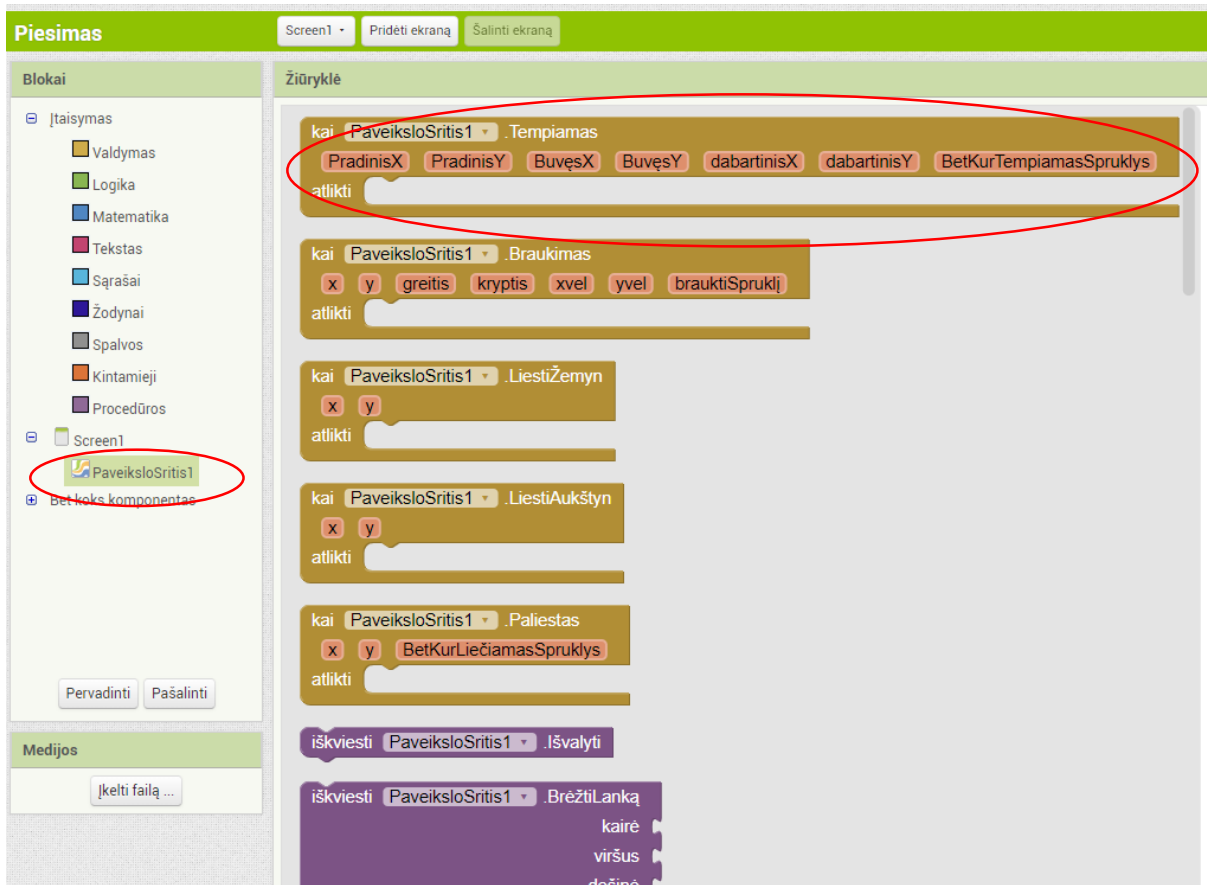 Piesimas
Screen1 Pridėti ekraną Šalinti ekraną
Blokai
Įtaisymas
Valdymas
Logika
Matematika
Tekstas
Sąrašai
Žodynai
Spalvos
Kintamieji
Procedūros
Screen1
PaveiksloSritis1
Bet koks komponentas
Pervadinti Pašalinti
Medijos
Įkelti failą ...
Žiūryklė
kai PaveiksloSritis1 .Tempiamas
PradinisX PradinisY BuvęsX BuvęsY dabartinisX dabartinisY BetKurTempiamasSpruklys
atlikti
kai PaveiksloSritis1 .Braukimas
x y greitis kryptis xvel yvel brauktiSpruklį
atlikti
kai PaveiksloSritis1 .LiestiŽemyn
x y
atlikti
kai PaveiksloSritis1 .LiestiAukštyn
x y
atlikti
kai PaveiksloSritis1 .Paliestas
x y BetKurLiečiamasSpruklys
atlikti
iškviesti PaveiksloSritis1 .Išvalyti
iškviesti PaveiksloSritis1 .BrėžtiLanką
kairė
viršus
dešinė